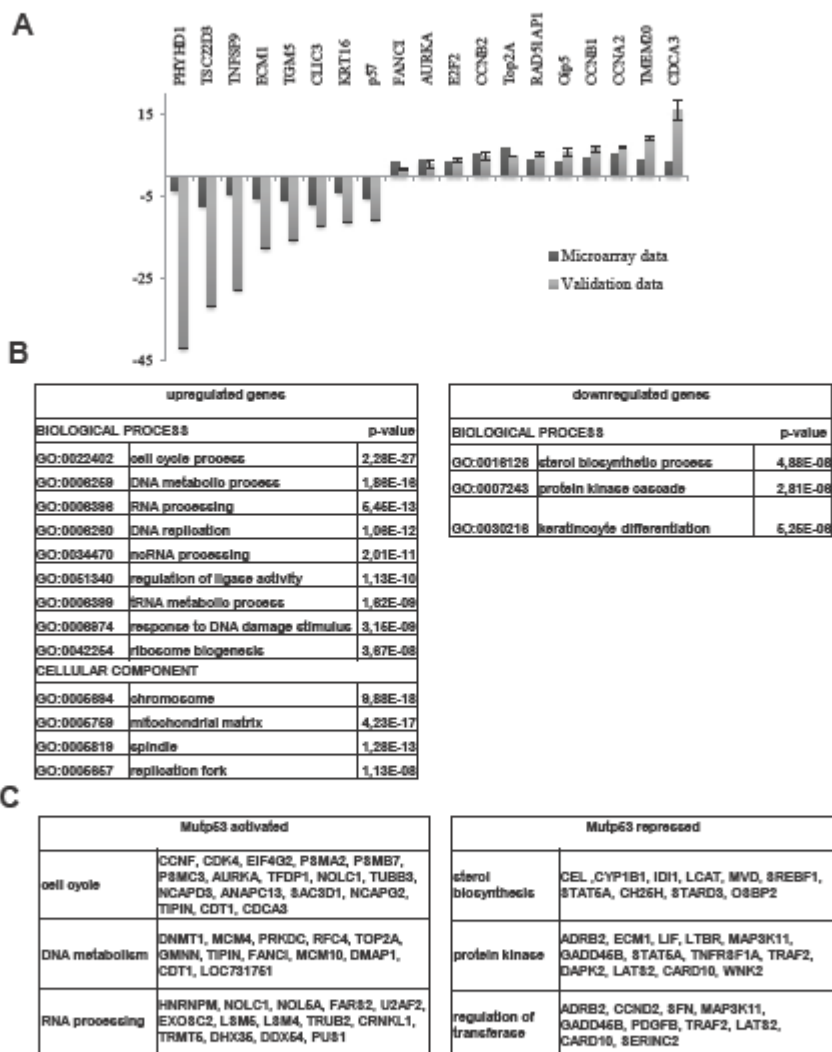 A
PHYHD1 TSC22D3 TNFSF9 ECM1 TGM5 CLIC3 KRT16 p57 FANCI AURKA E2F2 CCNB2 Top2A RAD51AP1 Oip5 CCNB1 CCNA2 TMEM20 CDCA3
15
-5
-25
-45
Microarray data
Validation data
B
upregulated genes
BIOLOGICAL PROCESS p-value
GO:0022402 cell cycle process 2,28E-27
GO:0006259 DNA metabolic process 1,86E-16
GO:0006396 RNA processing 5,45E-13
GO:0006260 DNA replication 1,06E-12
GO:0034470 ncRNA processing 2,01E-11
GO:0051340 regulation of ligase activity 1,13E-10
GO:0006399 tRNA metabolic process 1,62E-09
GO:0006974 response to DNA damage stimulus 3,15E-09
GO:0042254 ribosome biogenesis 3,67E-08
CELLULAR COMPONENT
GO:0005694 chromosome 9,88E-18
GO:0005759 mitochondrial matrix 4,23E-17
GO:0005819 spindle 1,28E-13
GO:0005657 replication fork 1,13E-08
downregulated genes
BIOLOGICAL PROCESS p-value
GO:0016126 sterol biosynthetic process 4,88E-08
GO:0007243 protein kinase cascade 2,81E-06
GO:0030216 keratinocyte differentiation 5,25E-06
C
Mutp53 activated
cell cycle
CCNF, CDK4, EIF4G2, PSMA2, PSMB7,
PSMC3, AURKA, TFDP1, NOLC1, TUBB3,
NCAPD3, ANAPC13, SAC3D1, NCAPG2,
TIPIN, CDT1, CDCA3
DNA metabolism
DNMT1, MCM4, PRKDC, RFC4, TOP2A,
GMNN, TIPIN, FANCI, MCM10, DMAP1,
CDT1, LOC731751
RNA processing
HNRNPM, NOLC1, NOL5A, FARS2, U2AF2,
EXOSC2, LSM5, LSM4, TRUB2, CRNKL1,
TRMT5, DHX35, DDX54, PUS1
Mutp53 repressed
sterol
biosynthesis
CEL ,CYP1B1, IDI1, LCAT, MVD, SREBF1,
STAT5A, CH25H, STARD3, OSBP2
protein kinase
ADRB2, ECM1, LIF, LTBR, MAP3K11,
GADD45B, STAT5A, TNFRSF1A, TRAF2,
DAPK2, LATS2, CARD10, WNK2
regulation of
transferase
ADRB2, CCND2, SFN, MAP3K11,
GADD45B, PDGFB, TRAF2, LATS2,
CARD10, SERINC2